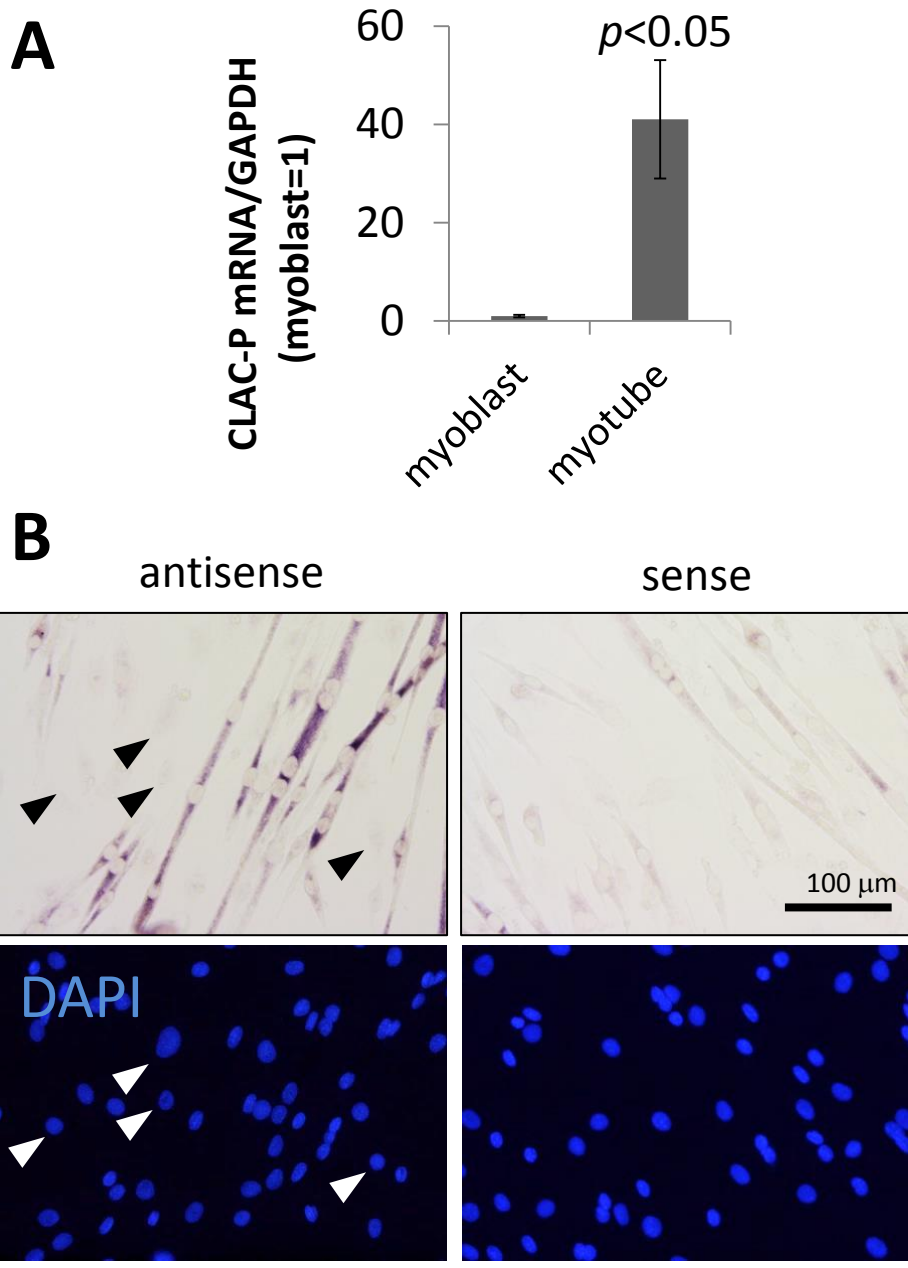 A
60
p<0.05
40
20
0
CLAC-P mRNA/GAPDH
(myoblast=1)
myoblast
myotube
B
antisense
sense
100 μm
DAPI